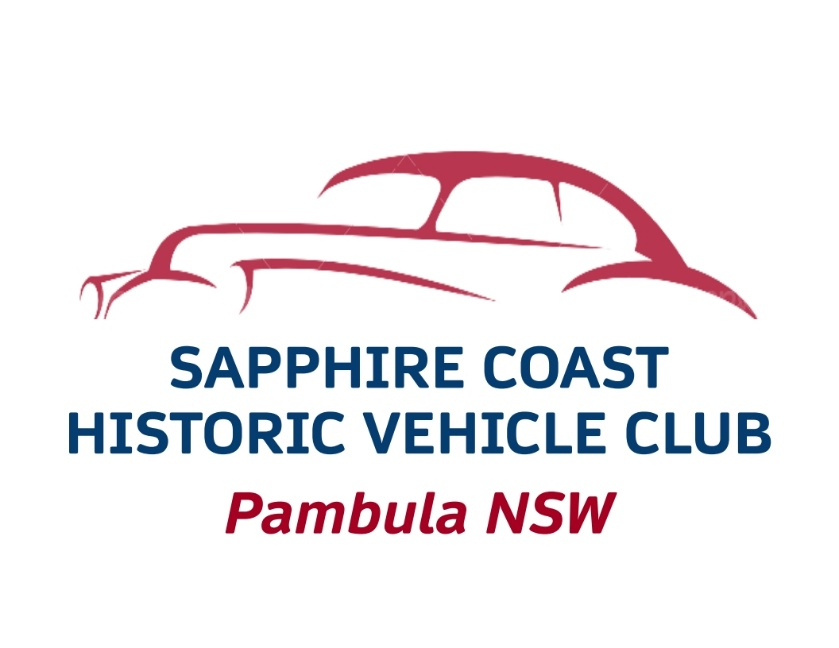 SAPPHIRE COAST
HISTORIC VEHICLE CLUB
Pambula NSW